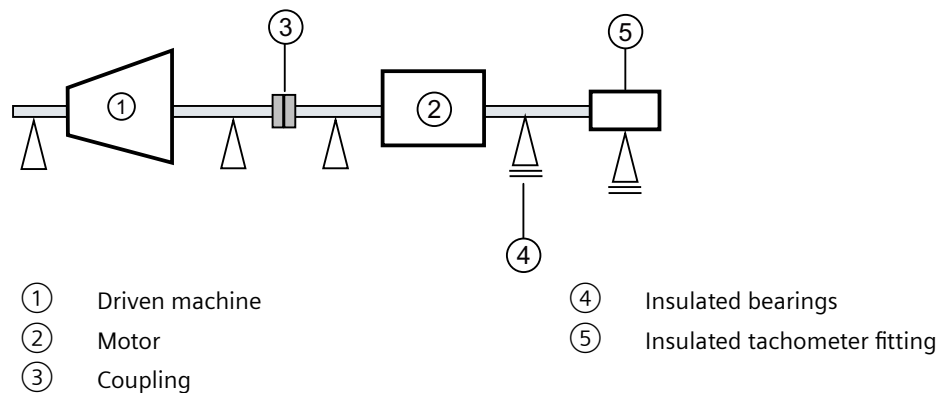 ③
⑤
①
②
④
① Driven machine
② Motor
③ Coupling
④ Insulated bearings
⑤ Insulated tachometer fitting